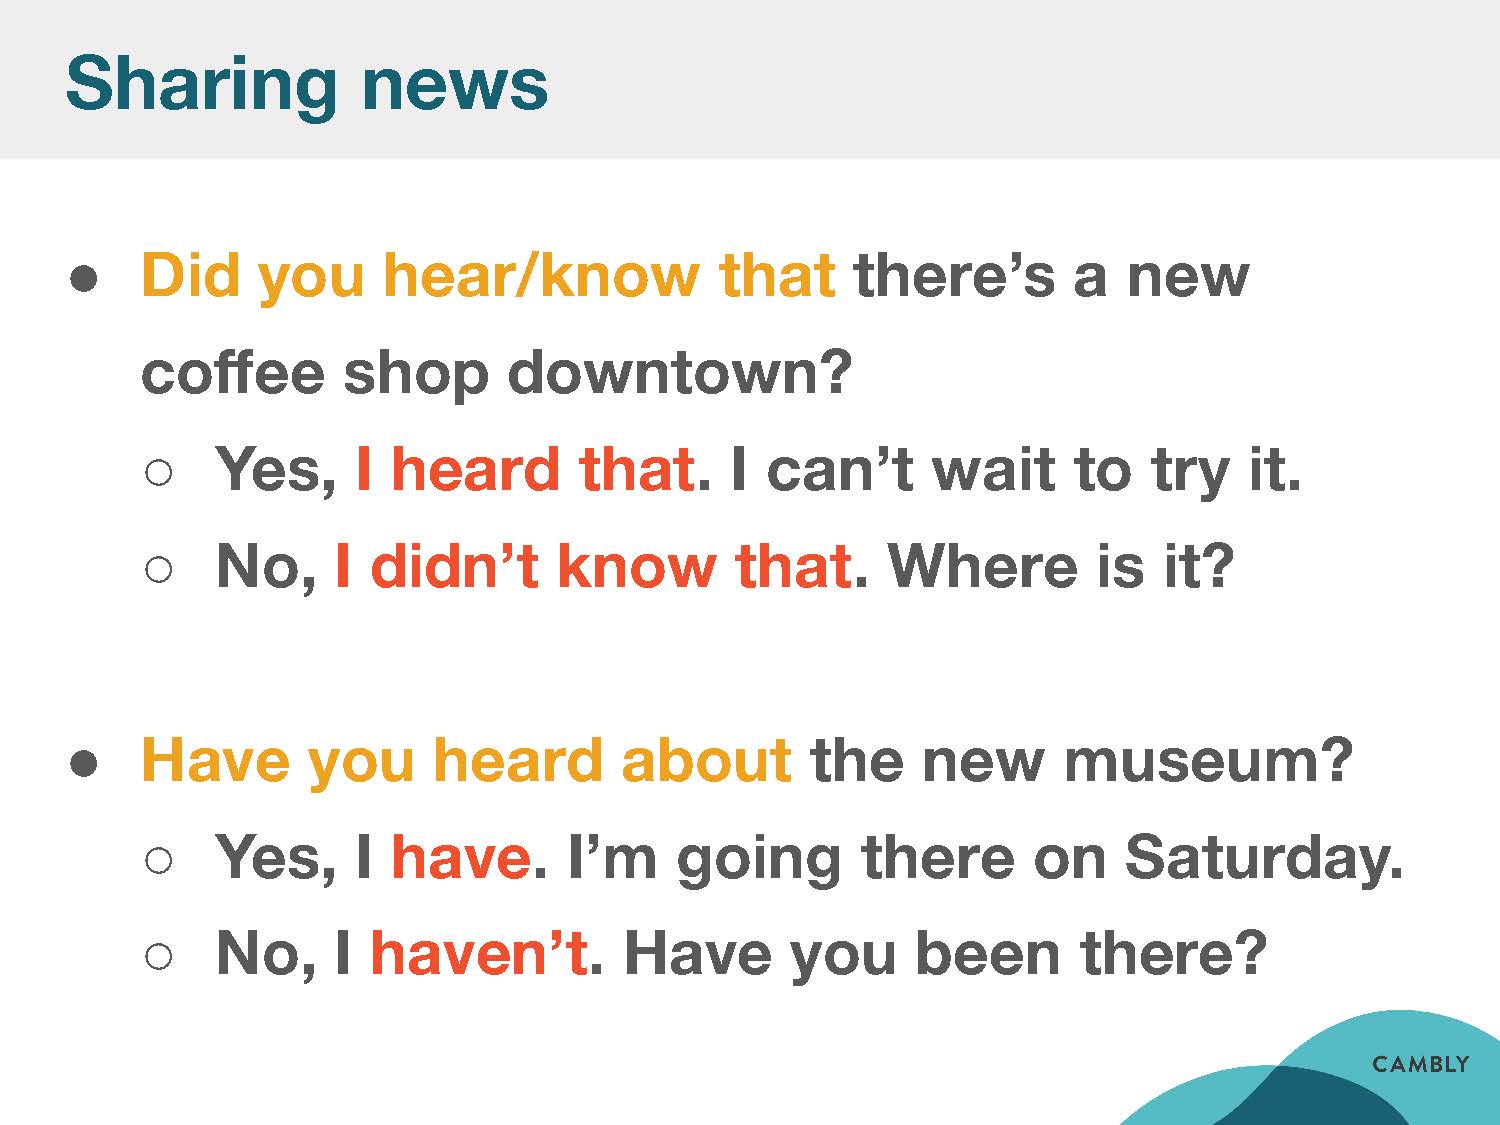 Sharing news
● Did you hear/know that there’s a new
coffee shop downtown?
○ Yes, I heard that. I can’t wait to try it.
○ No, I didn’t know that. Where is it?
● Have you heard about the new museum?
○ Yes, I have. I’m going there on Saturday.
○ No, I haven’t. Have you been there?
CAMBLY